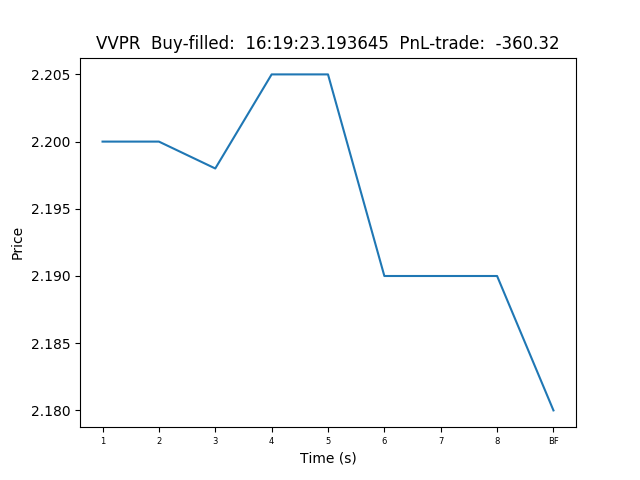 VVPR  Buy-filled:  16:19:23.193645  PnL-trade:  -360.32
2.205
2.200
2.195
2.190
2.185
2.180
Price
1 2 3 4 5 6 7 8 BF
Time (s)